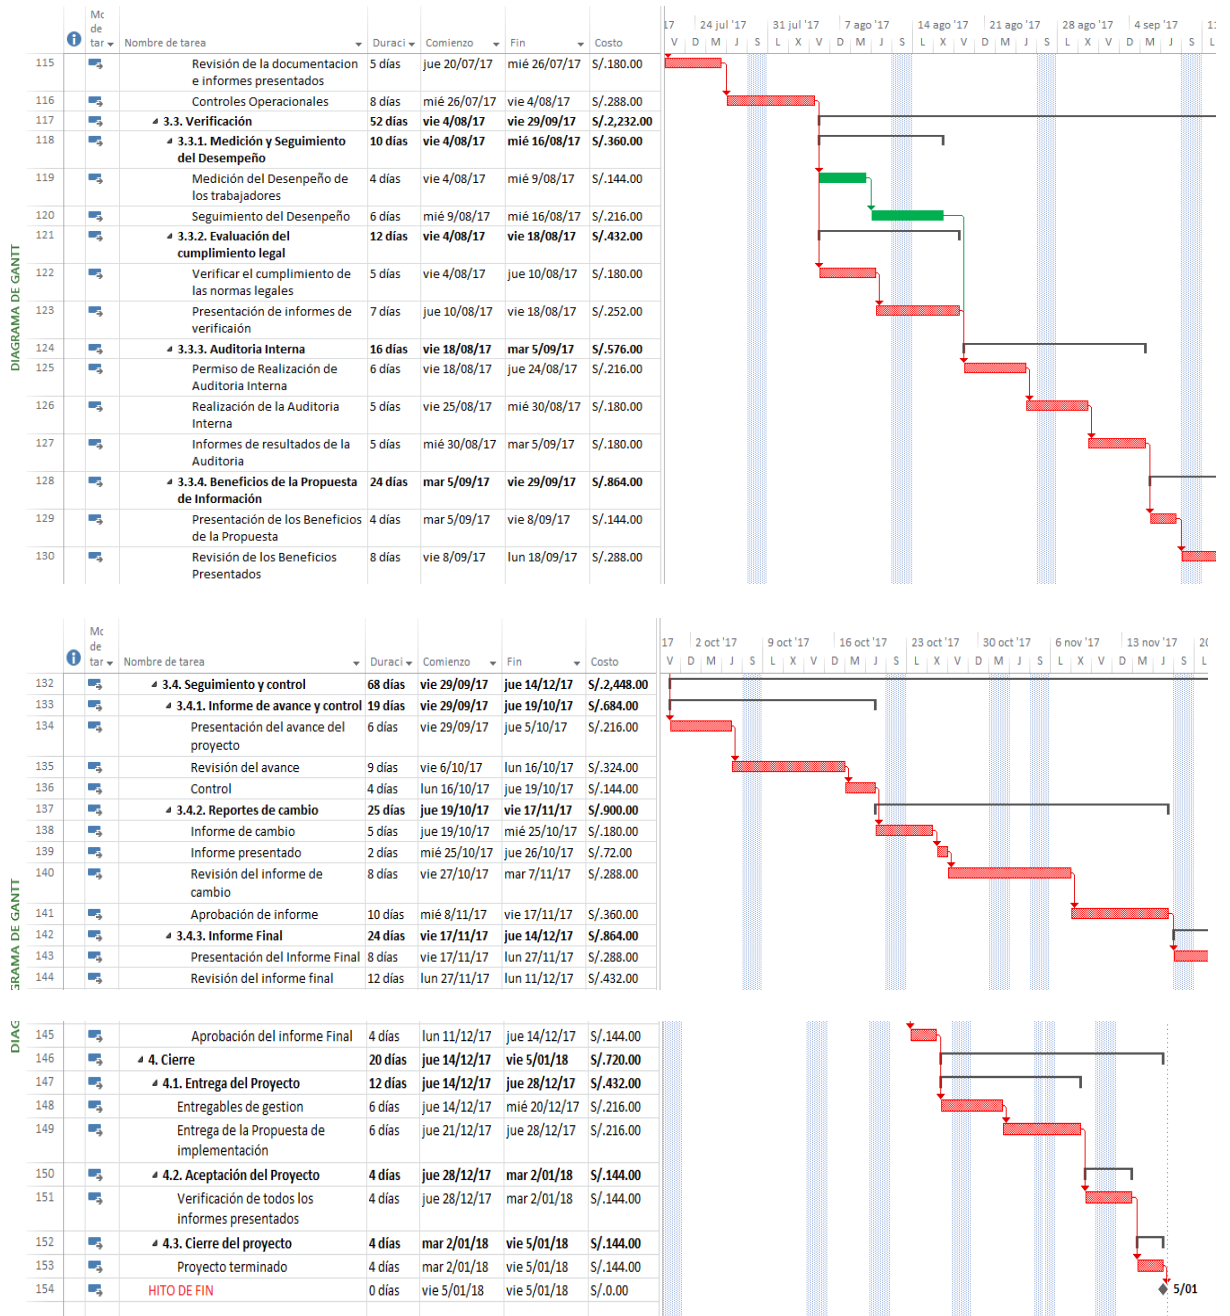 Mc
de
tar Nombre de tarea Duraci Comienzo Fin Costo
17 24 jul '17 31 jul '17 7 ago '17 14 ago '17 21 ago '17 28 ago '17 4 sep '17 11
V D M J S L X V D M J S L X V D M J S L X V D M J S L
115 Revisión de la documentacion e informes presentados 5 días jue 20/07/17 mié 26/07/17 S/.180.00
116 Controles Operacionales 8 días mié 26/07/17 vie 4/08/17 S/.288.00
117 3.3. Verificación 52 días vie 4/08/17 vie 29/09/17 S/.2,232.00
118 3.3.1. Medición y Seguimiento del Desempeño 10 días vie 4/08/17 mié 16/08/17 S/.360.00
119 Medición del Desenpeño de los trabajadores 4 días vie 4/08/17 mié 9/08/17 S/.144.00
120 Seguimiento del Desenpeño 6 días mié 9/08/17 mié 16/08/17 S/.216.00
121 3.3.2. Evaluación del cumplimiento legal 12 días vie 4/08/17 vie 18/08/17 S/.432.00
122 Verificar el cumplimiento de las normas legales 5 días vie 4/08/17 jue 10/08/17 S/.180.00
123 Presentación de informes de verificaión 7 días jue 10/08/17 vie 18/08/17 S/.252.00
124 3.3.3. Auditoria Interna 16 días vie 18/08/17 mar 5/09/17 S/.576.00
125 Permiso de Realización de Auditoria Interna 6 días vie 18/08/17 jue 24/08/17 S/.216.00
126 Realización de la Auditoria Interna 5 días vie 25/08/17 mié 30/08/17 S/.180.00
127 Informes de resultados de la Auditoria 5 días mié 30/08/17 mar 5/09/17 S/.180.00
128 3.3.4. Beneficios de la Propuesta de Información 24 días mar 5/09/17 vie 29/09/17 S/.864.00
129 Presentación de los Beneficios de la Propuesta 4 días mar 5/09/17 vie 8/09/17 S/.144.00
130 Revisión de los Beneficios Presentados 8 días vie 8/09/17 lun 18/09/17 S/.288.00
DIAGRAMA DE GANTT
Mc
de
tar Nombre de tarea Duraci Comienzo Fin Costo
17 2 oct '17 9 oct '17 16 oct '17 23 oct '17 30 oct '17 6 nov '17 13 nov '17 20
V D M J S L X V D M J S L X V D M J S L X V D M J S L
132 3.4. Seguimiento y control 68 días vie 29/09/17 jue 14/12/17 S/.2,448.00
133 3.4.1. Informe de avance y control 19 días vie 29/09/17 jue 19/10/17 S/.684.00
134 Presentación del avance del proyecto 6 días vie 29/09/17 jue 5/10/17 S/.216.00
135 Revisión del avance 9 días vie 6/10/17 lun 16/10/17 S/.324.00
136 Control 4 días lun 16/10/17 jue 19/10/17 S/.144.00
137 3.4.2. Reportes de cambio 25 días jue 19/10/17 vie 17/11/17 S/.900.00
138 Informe de cambio 5 días jue 19/10/17 mié 25/10/17 S/.180.00
139 Informe presentado 2 días mié 25/10/17 jue 26/10/17 S/.72.00
140 Revisión del informe de cambio 8 días vie 27/10/17 mar 7/11/17 S/.288.00
141 Aprobación de informe 10 días mié 8/11/17 vie 17/11/17 S/.360.00
142 3.4.3. Informe Final 24 días vie 17/11/17 jue 14/12/17 S/.864.00
143 Presentación del Informe Final 8 días vie 17/11/17 lun 27/11/17 S/.288.00
144 Revisión del informe final 12 días lun 27/11/17 lun 11/12/17 S/.432.00
GRAMA DE GANTT
145 Aprobación del informe Final 4 días lun 11/12/17 jue 14/12/17 S/.144.00
146 4. Cierre 20 días jue 14/12/17 vie 5/01/18 S/.720.00
147 4.1. Entrega del Proyecto 12 días jue 14/12/17 jue 28/12/17 S/.432.00
148 Entregables de gestion 6 días jue 14/12/17 mié 20/12/17 S/.216.00
149 Entrega de la Propuesta de implementación 6 días jue 21/12/17 jue 28/12/17 S/.216.00
150 4.2. Aceptación del Proyecto 4 días jue 28/12/17 mar 2/01/18 S/.144.00
151 Verificación de todos los informes presentados 4 días jue 28/12/17 mar 2/01/18 S/.144.00
152 4.3. Cierre del proyecto 4 días mar 2/01/18 vie 5/01/18 S/.144.00
153 Proyecto terminado 4 días mar 2/01/18 vie 5/01/18 S/.144.00
154 HITO DE FIN 0 días vie 5/01/18 vie 5/01/18 S/.0.00
5/01
DIAG